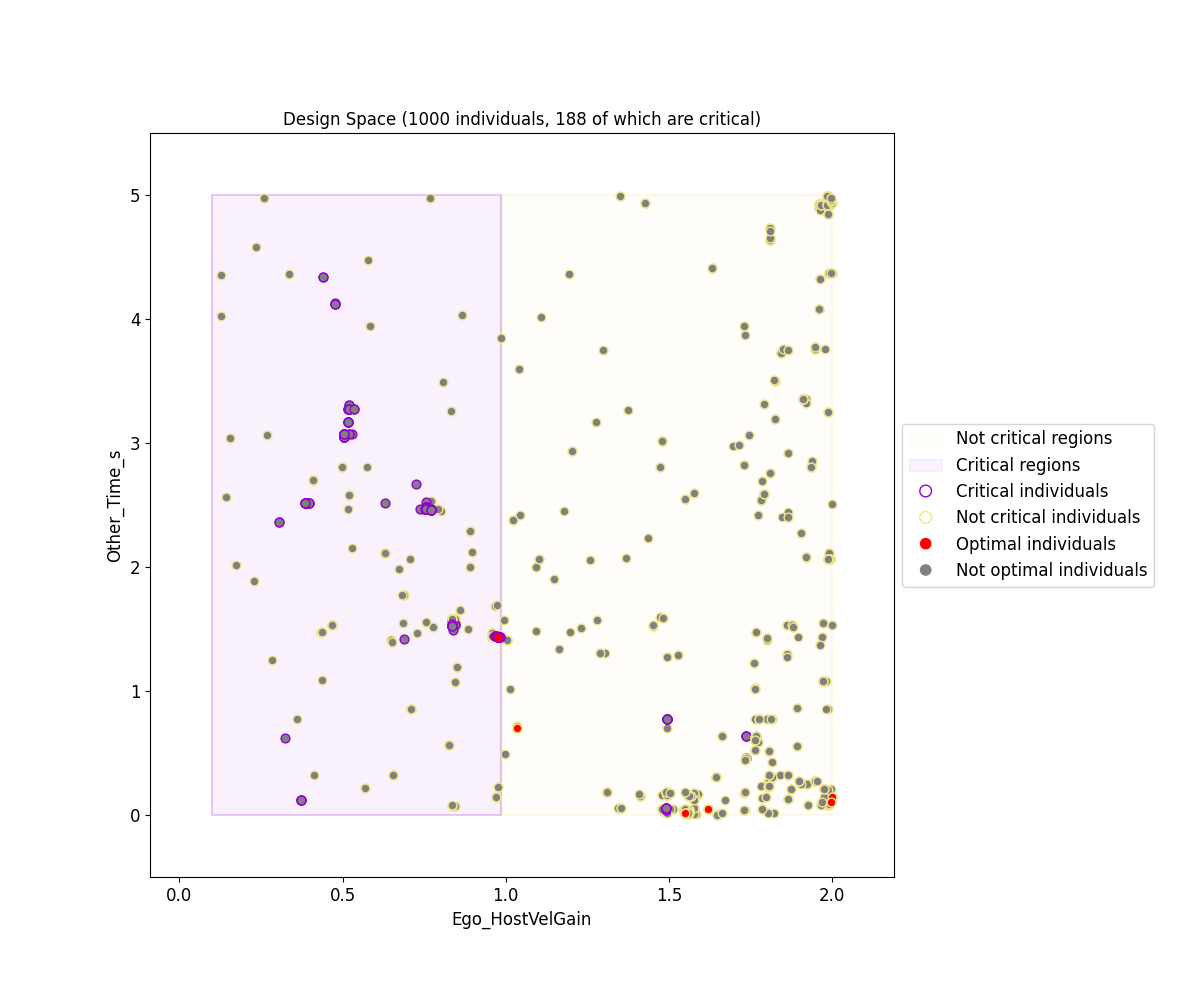 Design Space (1000 individuals, 188 of which are critical)
5
4
3
2
1
0
Other_Time_s
0.0
0.5
1.0
1.5
2.0
Ego_HostVelGain
Not critical regions
Critical regions
Critical individuals
Not critical individuals
Optimal individuals
Not optimal individuals